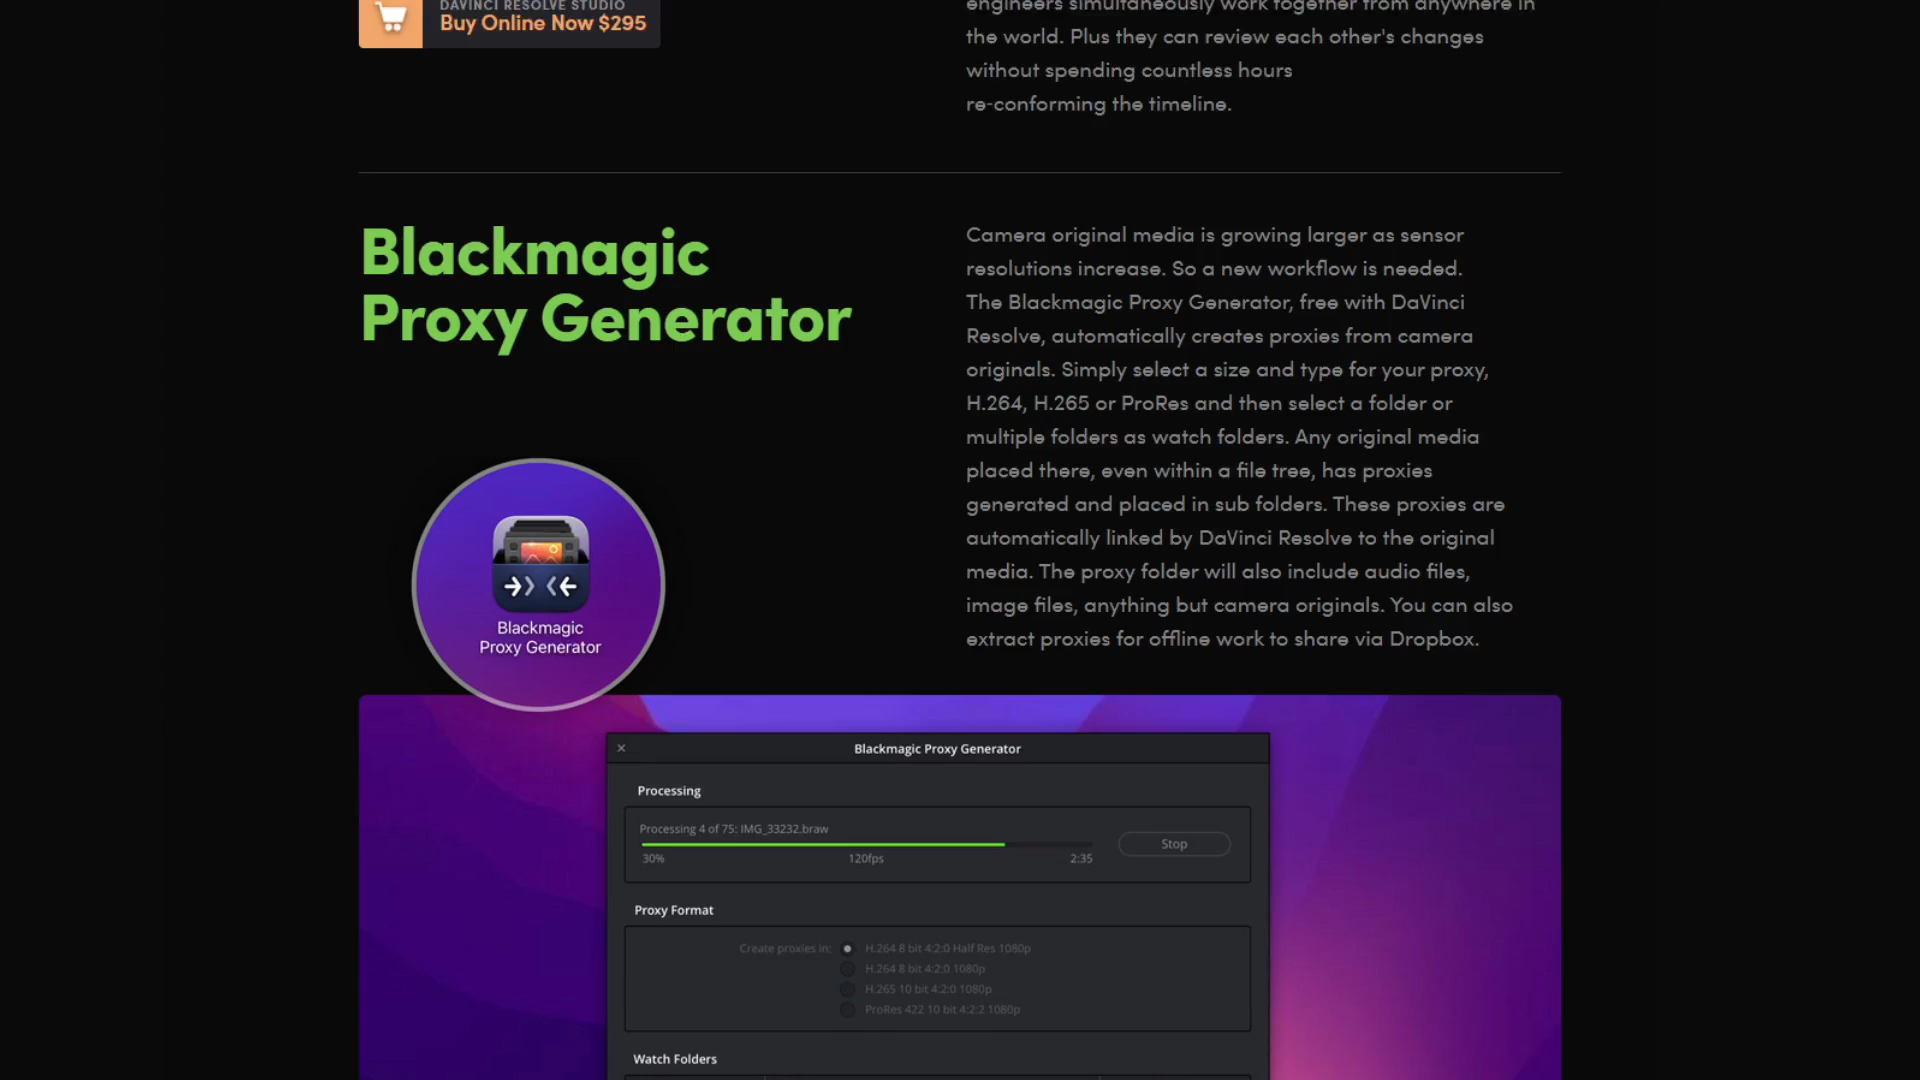 DAVINCI RESOLVE STUDIO
Buy Online Now $295
engineers simultaneously work together from anywhere in
the world. Plus they can review each other's changes
without spending countless hours
re-conforming the timeline.
Blackmagic
Proxy Generator
Camera original media is growing larger as sensor
resolutions increase. So a new workflow is needed.
The Blackmagic Proxy Generator, free with DaVinci
Resolve, automatically creates proxies from camera
originals. Simply select a size and type for your proxy,
H.264, H.265 or ProRes and then select a folder or
multiple folders as watch folders. Any original media
placed there, even within a file tree, has proxies
generated and placed in sub folders. These proxies are
automatically linked by DaVinci Resolve to the original
media. The proxy folder will also include audio files,
image files, anything but camera originals. You can also
extract proxies for offline work to share via Dropbox.
Blackmagic
Proxy Generator
Blackmagic Proxy Generator
Processing
Processing 4 of 75: IMG_33232.braw
Stop
30% 120fps 2:35
Proxy Format
Create proxies in: H.264 8 bit 4:2:0 Half Res 1080p
H.264 8 bit 4:2:0 1080p
H.265 10 bit 4:2:0 1080p
ProRes 422 10 bit 4:2:2 1080p
Watch Folders